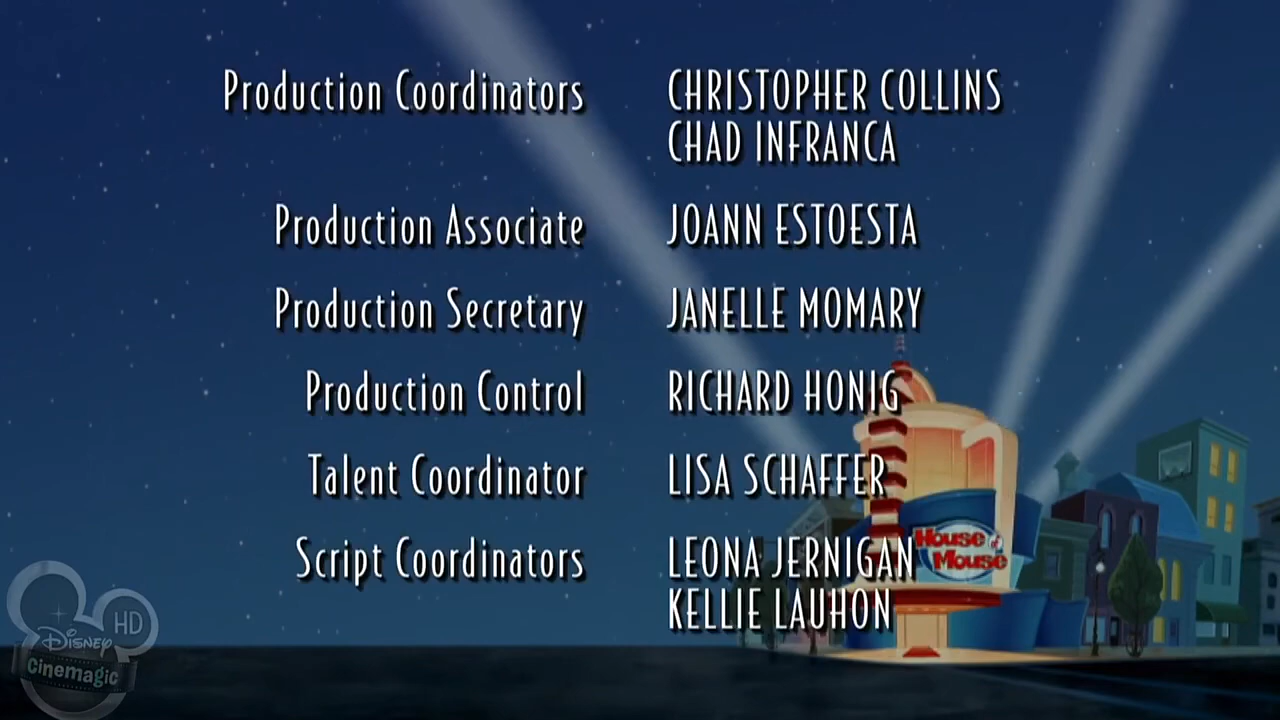 Production Coordinators CHRISTOPHER COLLINS
CHAD INFRANCA
Production Associate JOANN ESTOESTA
Production Secretary JANELLE MOMARY
Production Control RICHARD HONIG
Talent Coordinator LISA SCHAFFER
Script Coordinators LEONA JERNIGAN
KELLIE LAUHON
House of
Mouse
HD
Disney
Cinemagic